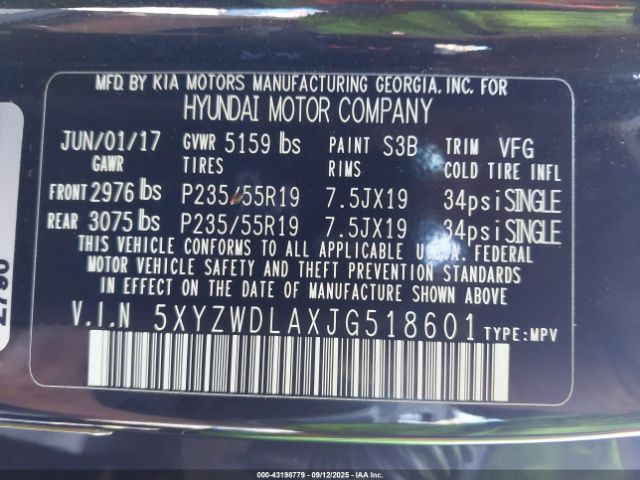 MFD. BY KIA MOTORS MANUFACTURING GEORGIA, INC. FOR
HYUNDAI MOTOR COMPANY
JUN/01/17 GVWR 5159 lbs PAINT S3B TRIM VFG
GAWR TIRES RIMS COLD TIRE INFL
FRONT 2976 lbs P235/55R19 7.5JX19 34psi SINGLE
REAR 3075 lbs P235/55R19 7.5JX19 34psi SINGLE
THIS VEHICLE CONFORMS TO ALL APPLICABLE U.S.A. FEDERAL
MOTOR VEHICLE SAFETY AND THEFT PREVENTION STANDARDS
IN EFFECT ON THE DATE OF MANUFACTURE SHOWN ABOVE.
V.I.N 5XYZWDLAXJG518601 TYPE: MPV
000-43198779 - 09/12/2025 - IAAI.COM